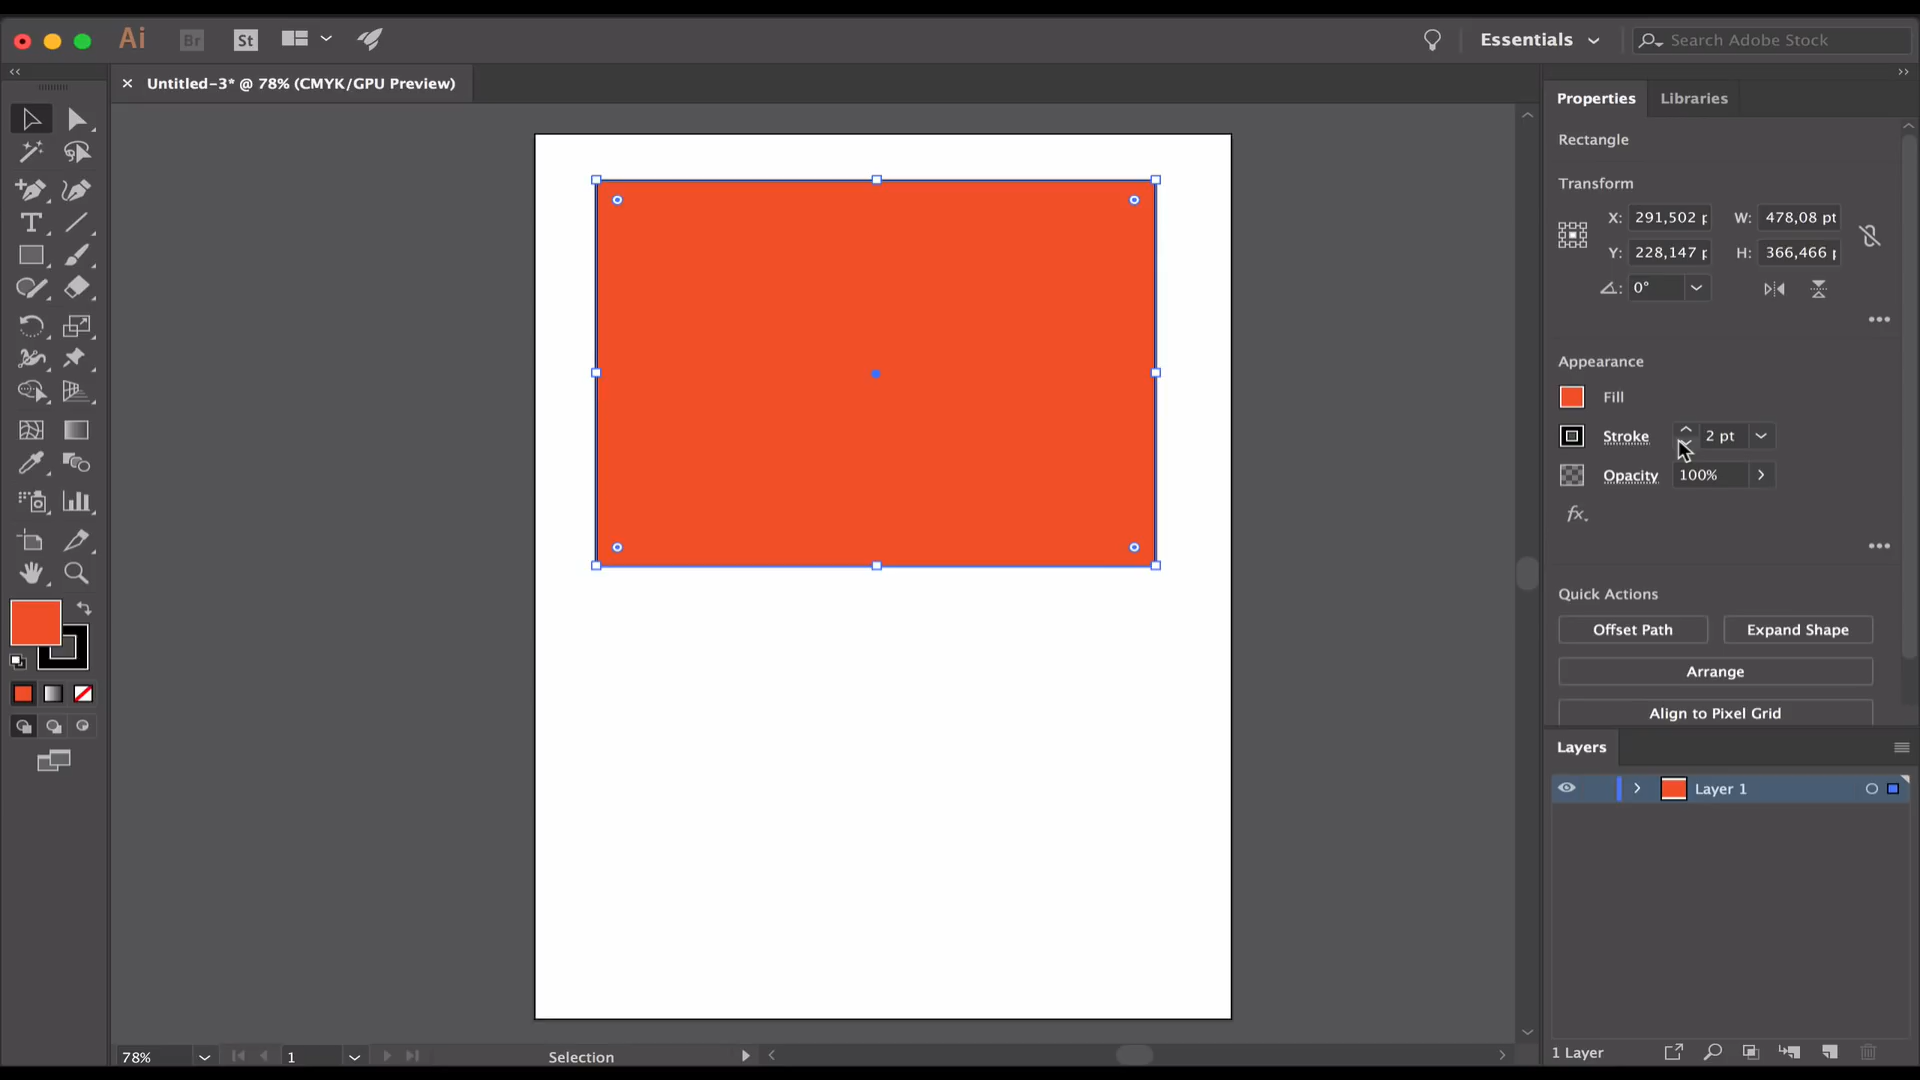 Ai Br St Essentials Search Adobe Stock
× Untitled-3* @ 78% (CMYK/GPU Preview)
Properties Libraries
Rectangle
Transform
X: 291,502 p W: 478,08 pt
Y: 228,147 p H: 366,466 p
0°
Appearance
Fill
Stroke 2 pt
Opacity 100%
fx.
Quick Actions
Offset Path Expand Shape
Arrange
Align to Pixel Grid
Layers
Layer 1
1 Layer
78% 1 Selection